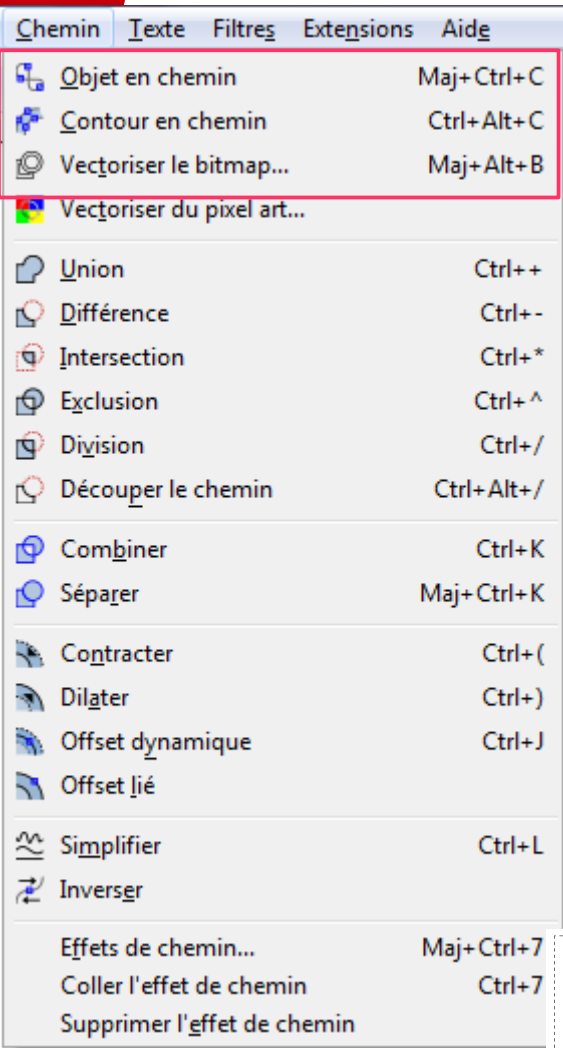 Chemin Texte Filtres Extensions Aide
Objet en chemin Maj+Ctrl+C
Contour en chemin Ctrl+Alt+C
Vectoriser le bitmap... Maj+Alt+B
Vectoriser du pixel art...
Union Ctrl++
Différence Ctrl+-
Intersection Ctrl+*
Exclusion Ctrl+^
Division Ctrl+/
Découper le chemin Ctrl+Alt+/
Combiner Ctrl+K
Séparer Maj+Ctrl+K
Contracter Ctrl+(
Dilater Ctrl+)
Offset dynamique Ctrl+J
Offset lié
Simplifier Ctrl+L
Inverser
Effets de chemin... Maj+Ctrl+7
Coller l'effet de chemin Ctrl+7
Supprimer l'effet de chemin